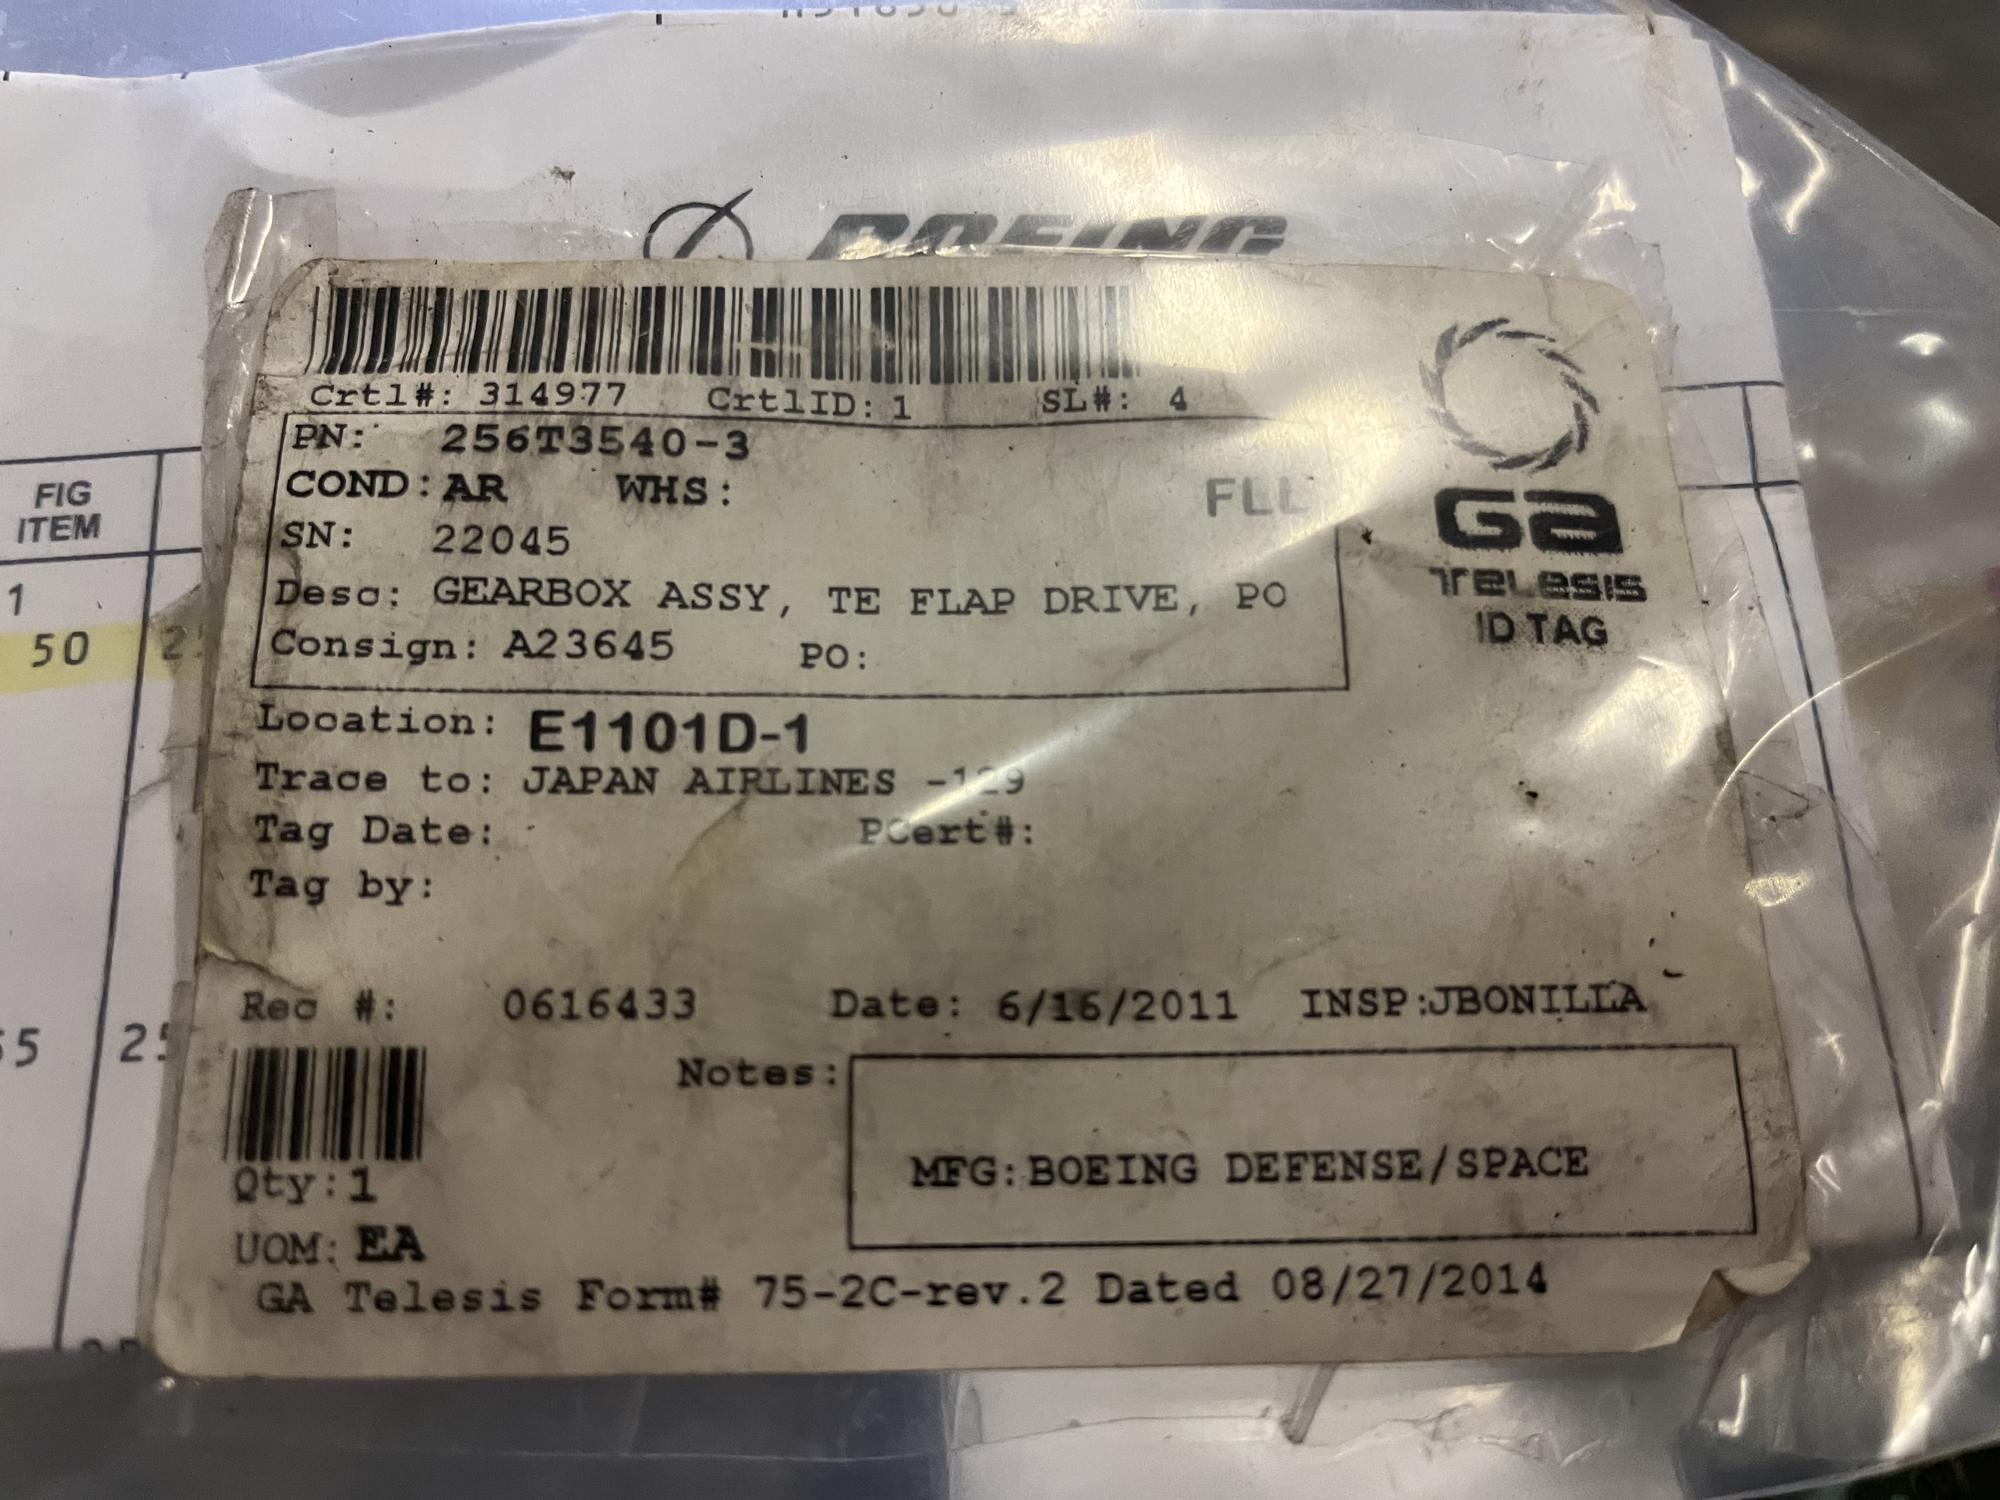 BOEING
Crtl#: 314977 CrtlID: 1 SL#: 4
PN: 256T3540-3
COND: AR WHS: FLL
SN: 22045
Desc: GEARBOX ASSY, TE FLAP DRIVE, PO
Consign: A23645 PO:
GA
TELESIS
ID TAG
Location: E1101D-1
Trace to: JAPAN AIRLINES -129
Tag Date: PCert#:
Tag by:
Rec #: 0616433 Date: 6/16/2011 INSP:JBONILLA
Notes:
MFG: BOEING DEFENSE/SPACE
Qty: 1
UOM: EA
GA Telesis Form# 75-2C-rev.2 Dated 08/27/2014
FIG
ITEM
1
50